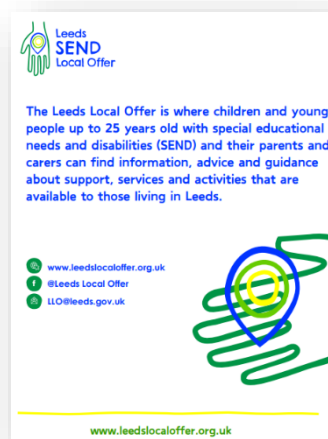 Leeds
SEND
Local Offer
The Leeds Local Offer is where children and young
people up to 25 years old with special educational
needs and disabilities (SEND) and their parents and
carers can find information, advice and guidance
about support, services and activities that are
available to those living in Leeds.
www.leedslocaloffer.org.uk
@Leeds Local Offer
LLO@leeds.gov.uk
www.leedslocaloffer.org.uk